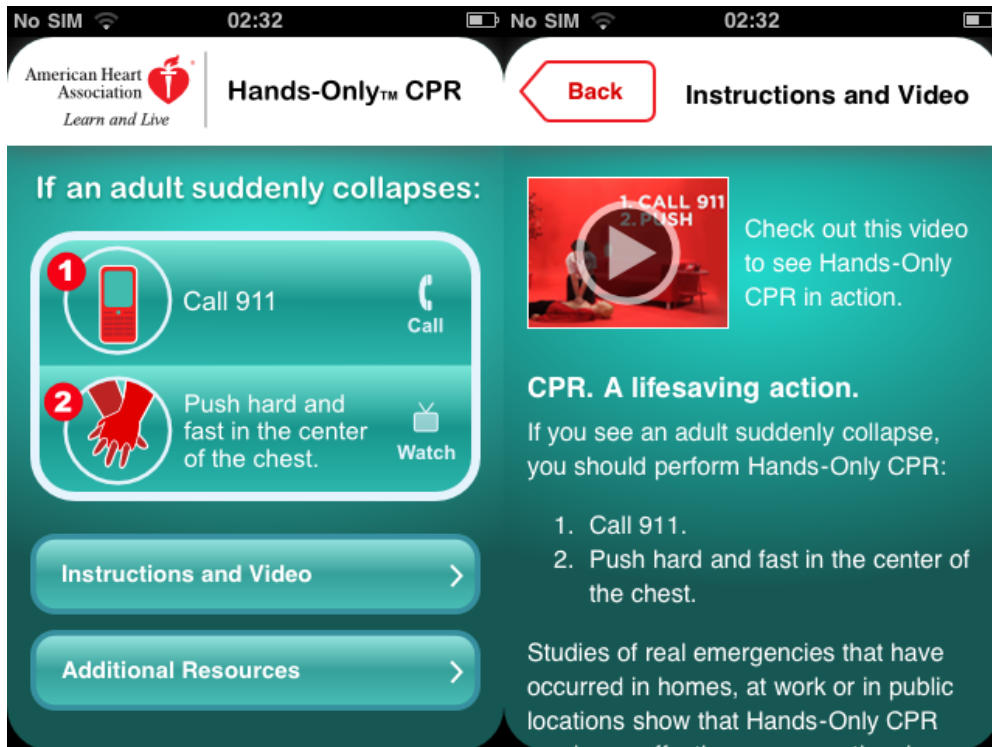 No SIM 02:32
American Heart
Association
Learn and Live
Hands-Only™ CPR
If an adult suddenly collapses:
1
Call 911
Call
2
Push hard and
fast in the center
of the chest.
Watch
Instructions and Video
Additional Resources
No SIM 02:32
Back
Instructions and Video
1. CALL 911
2. PUSH
Check out this video
to see Hands-Only
CPR in action.
CPR. A lifesaving action.
If you see an adult suddenly collapse,
you should perform Hands-Only CPR:
1. Call 911.
2. Push hard and fast in the center of
the chest.
Studies of real emergencies that have
occurred in homes, at work or in public
locations show that Hands-Only CPR